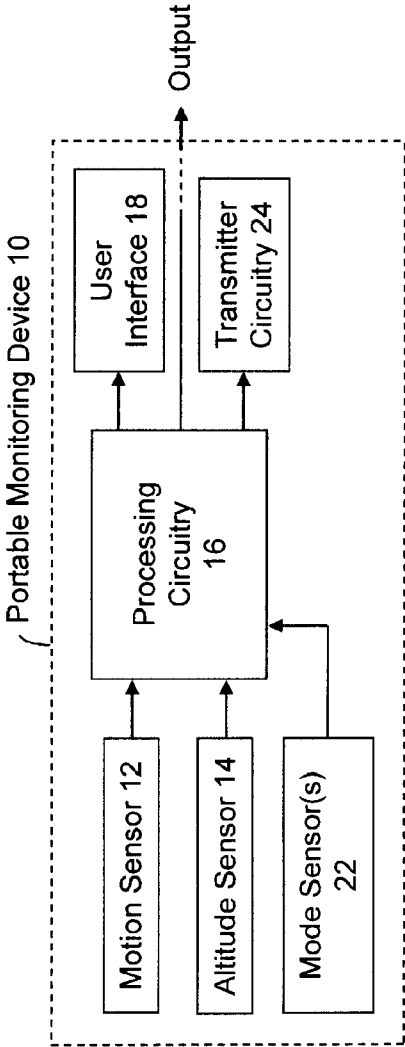 Portable Monitoring Device 10
Motion Sensor 12
Altitude Sensor 14
Mode Sensor(s)
22
Processing
Circuitry
16
User
Interface 18
Transmitter
Circuitry 24
Output